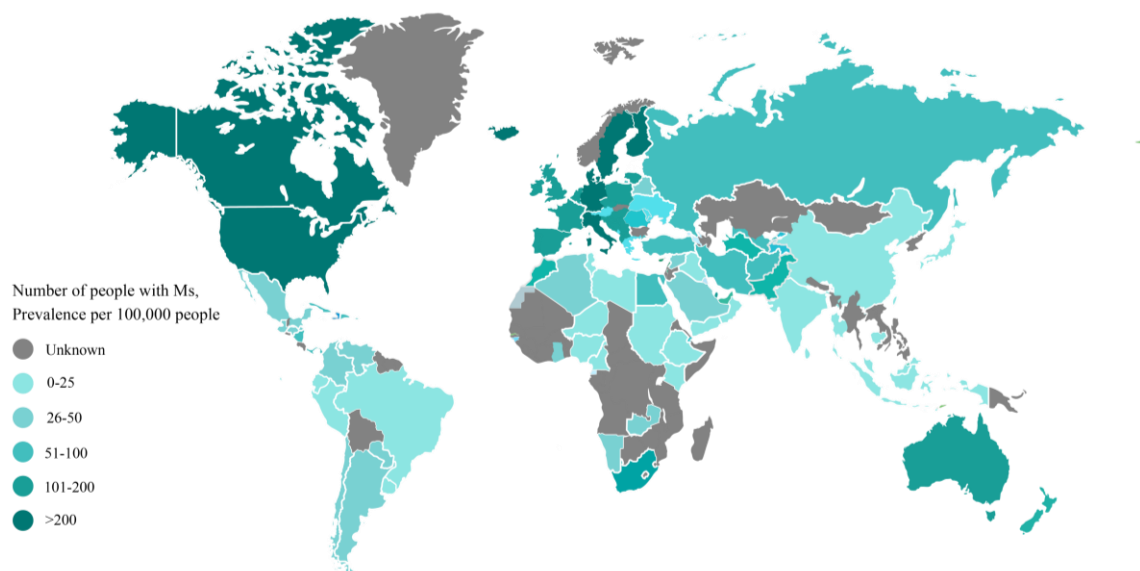 Number of people with Ms,
Prevalence per 100,000 people
Unknown
0-25
26-50
51-100
101-200
>200